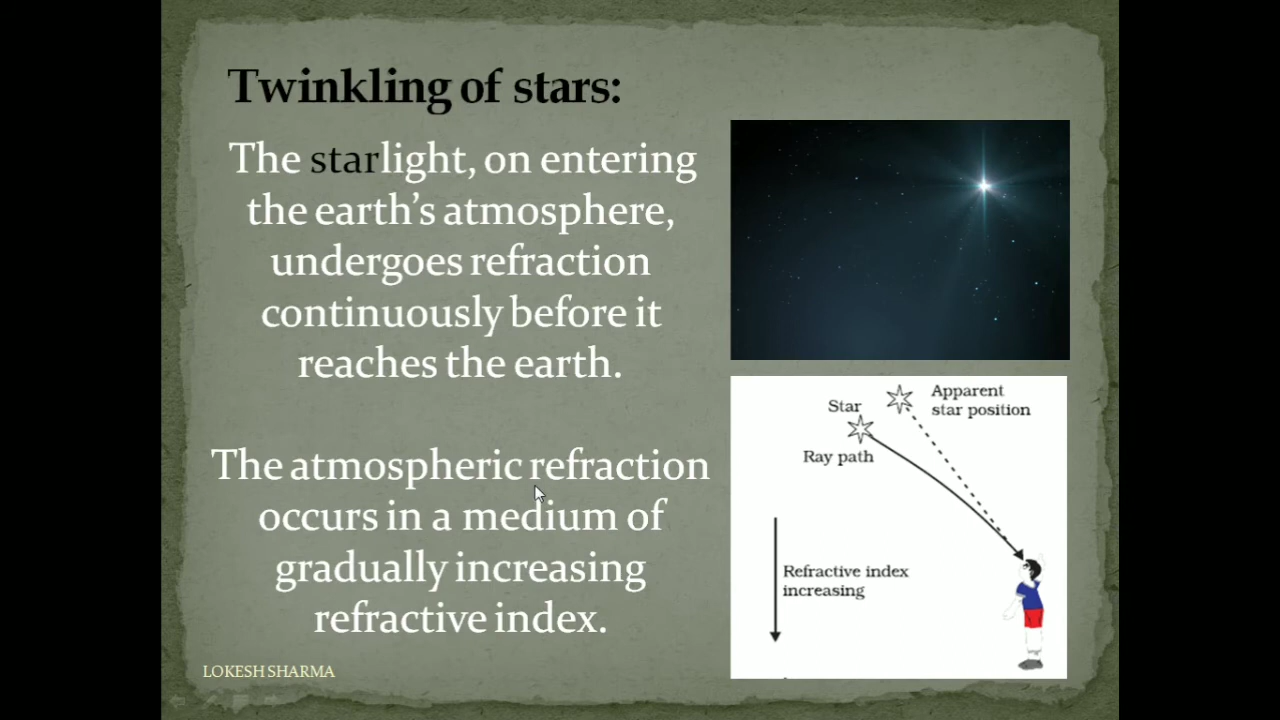 Twinkling of stars:
The starlight, on entering
the earth's atmosphere,
undergoes refraction
continuously before it
reaches the earth.
The atmospheric refraction
occurs in a medium of
gradually increasing
refractive index.
LOKESH SHARMA
Apparent
star position
Star
Ray path
Refractive index
increasing